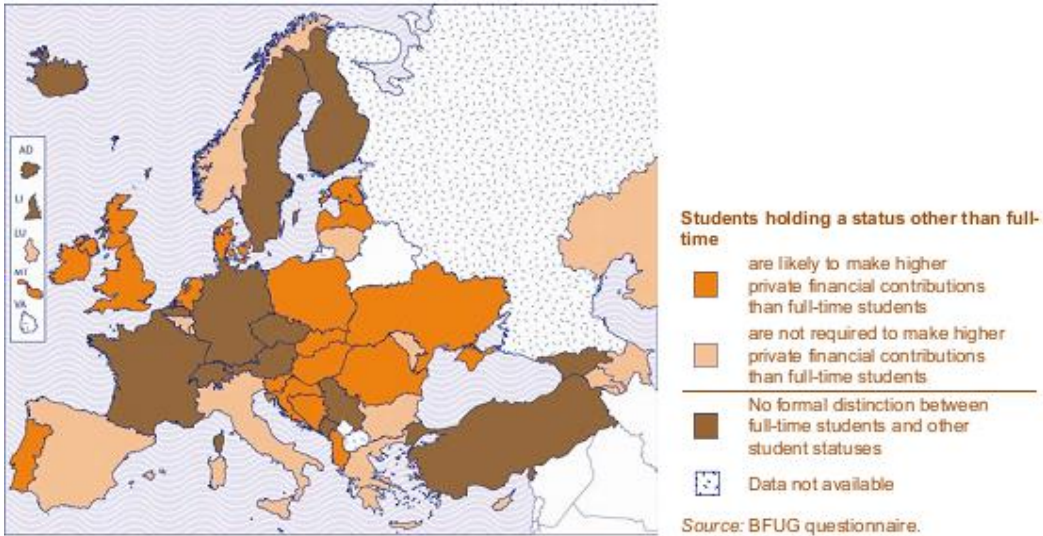 AD
LI
LU
MT
VA
Students holding a status other than full-
time
are likely to make higher
private financial contributions
than full-time students
are not required to make higher
private financial contributions
than full-time students
No formal distinction between
full-time students and other
student statuses
Data not available
Source: BFUG questionnaire.